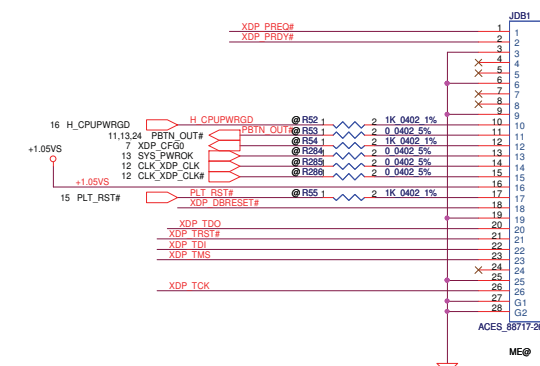 JDB1
XDP_PREQ# 1 1
XDP_PRDY# 2 2
3 3
4 4
5 5
6 6
7 7
8 8
9 9
16 H_CPUPWRGD H_CPUPWRGD @ R52 1 2 1K_0402_1% 10 10
11,13,24 PBTN_OUT# PBTN_OUT# @ R53 1 2 0_0402_5% 11 11
7 XDP_CFG0 @ R54 1 2 1K_0402_1% 12 12
13 SYS_PWROK @ R284 1 2 0_0402_5% 13 13
12 CLK_XDP_CLK @ R285 1 2 0_0402_5% 14 14
12 CLK_XDP_CLK# @ R286 1 2 0_0402_5% 15 15
+1.05VS
+1.05VS 16 16
15 PLT_RST# PLT_RST# @ R55 1 2 1K_0402_1% 17 17
XDP_DBRESET# 18 18
19 19
XDP_TDO 20 20
XDP_TRST# 21 21
XDP_TDI 22 22
XDP_TMS 23 23
24 24
25 25
XDP_TCK 26 26
27 G1
28 G2
ACES_88717-26
ME@